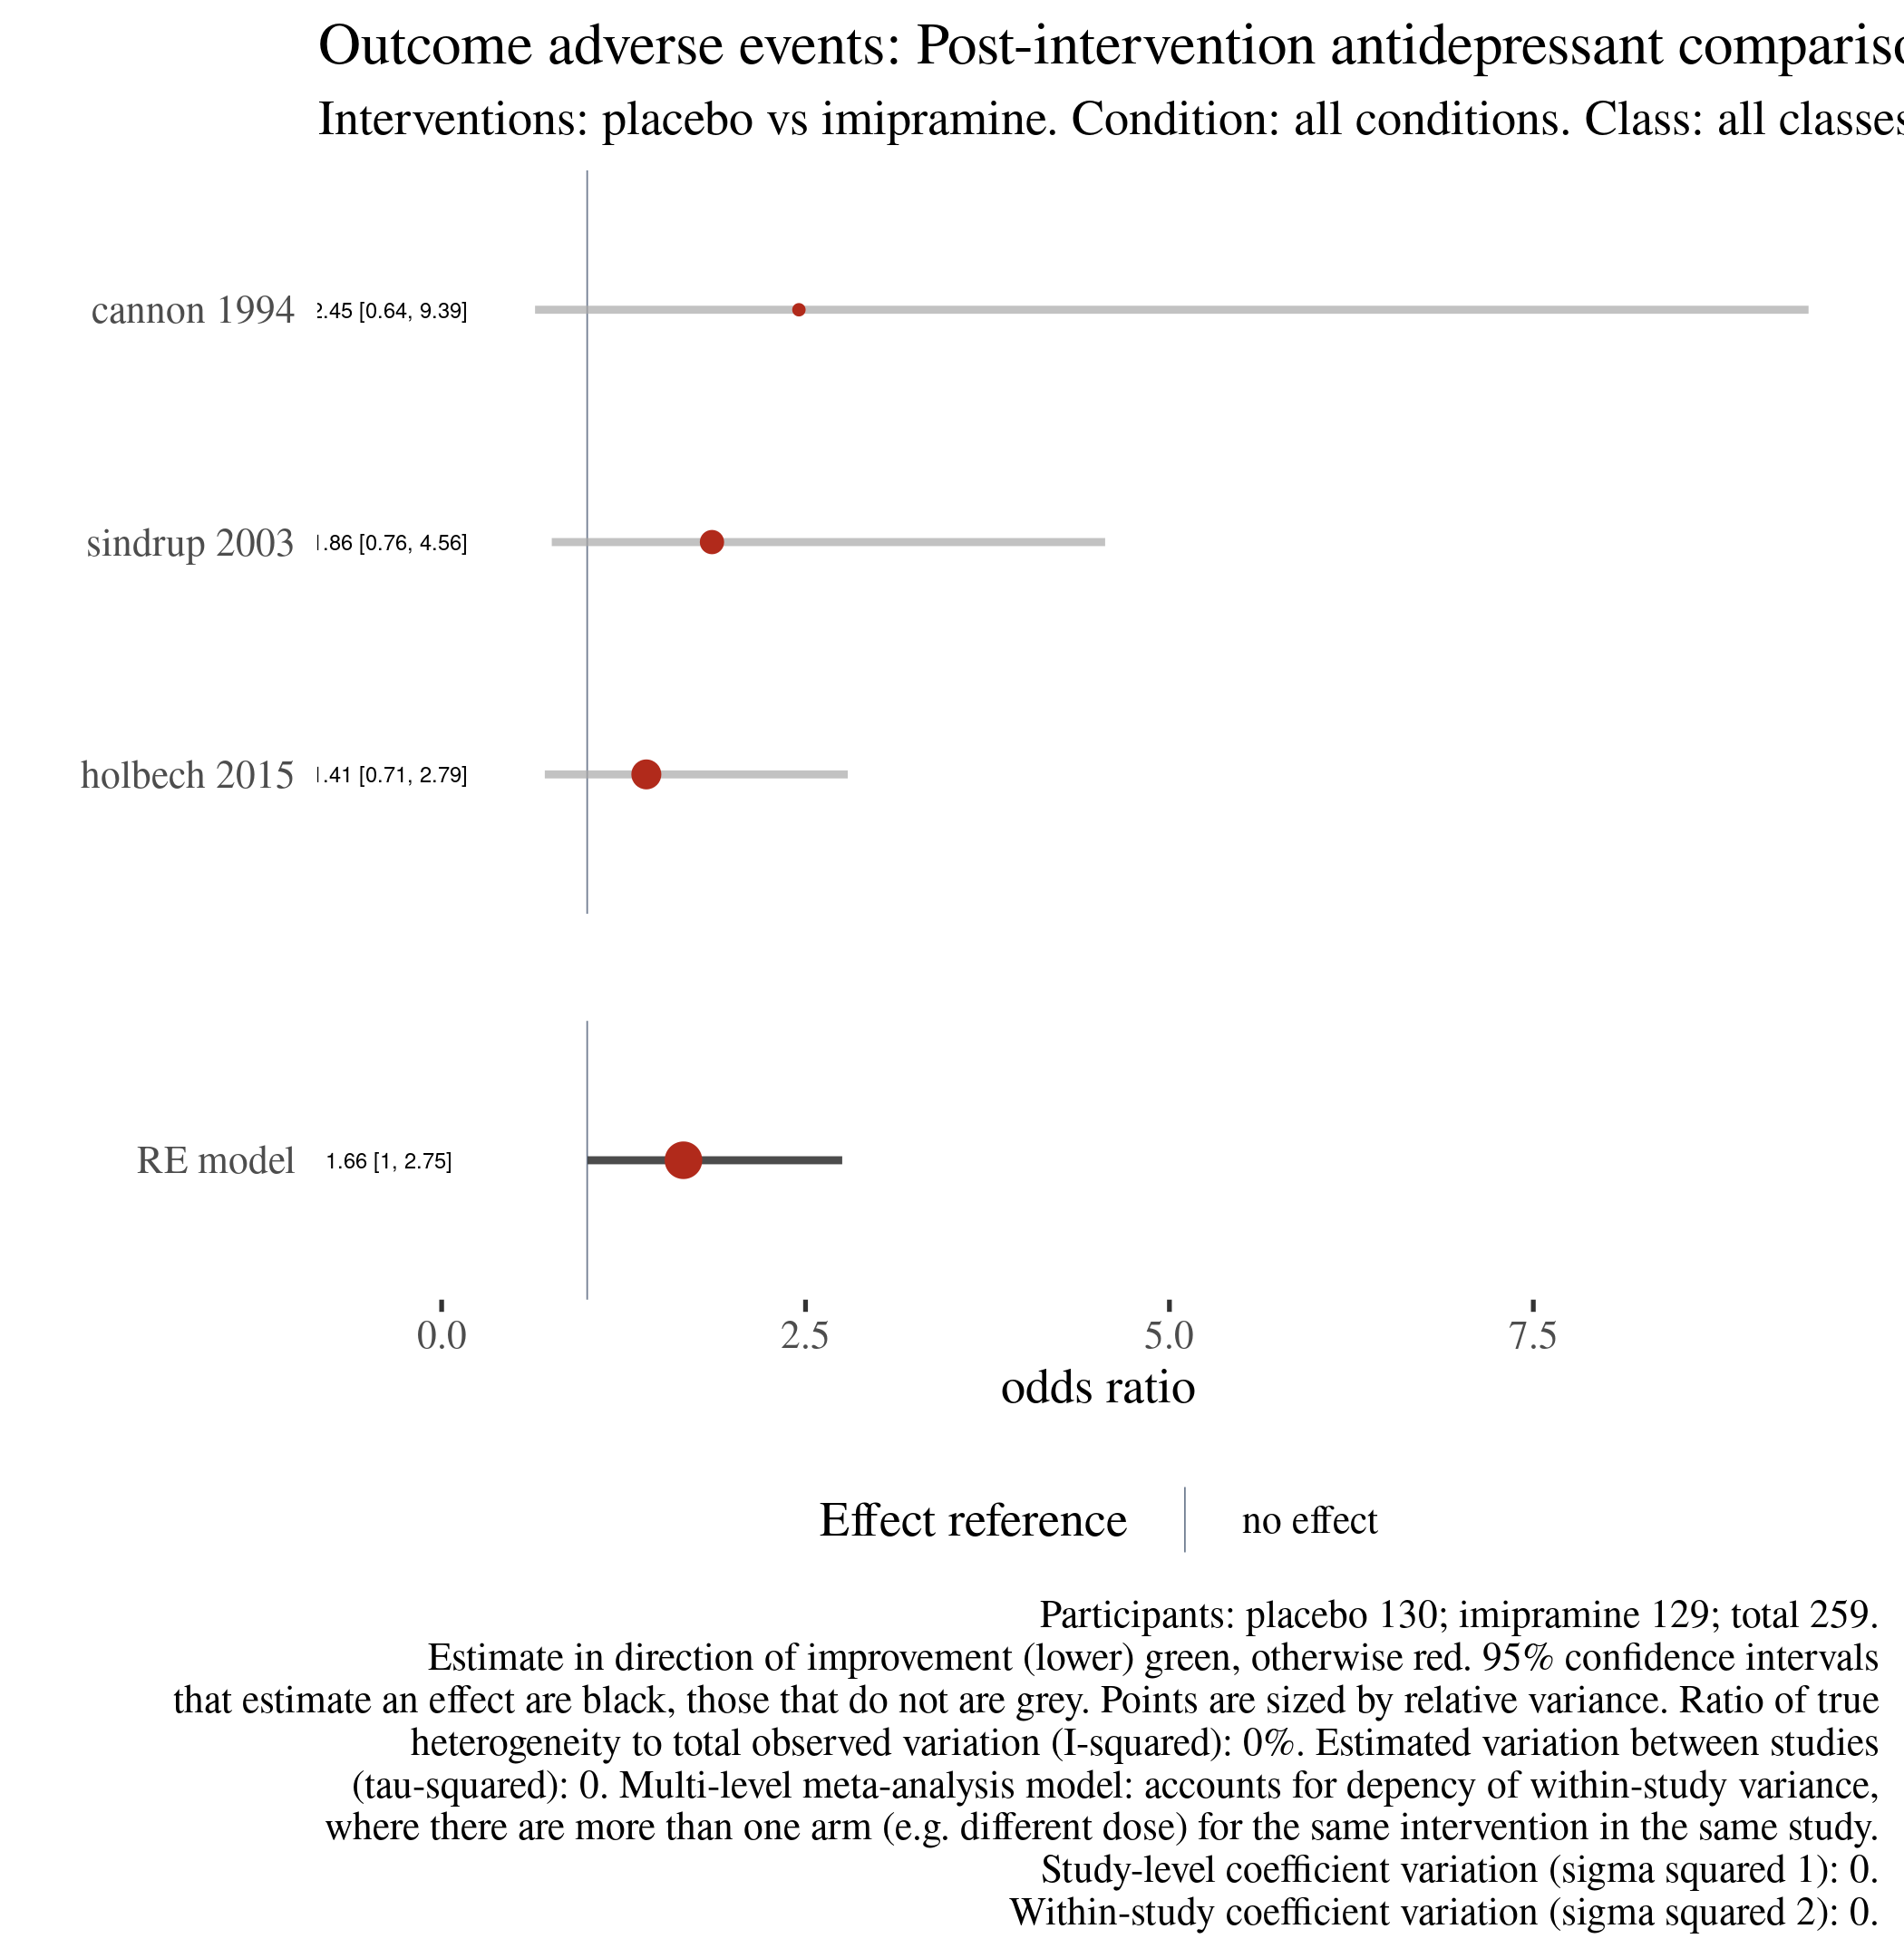 Outcome adverse events: Post-intervention antidepressant
Interventions: placebo vs imipramine. Condition: all conditions. Class: all classes
cannon 1994 2.45 [0.64, 9.39]
sindrup 2003 1.86 [0.76, 4.56]
holbech 2015 1.41 [0.71, 2.79]
RE model 1.66 [1, 2.75]
0.0 2.5 5.0 7.5
odds ratio
Effect reference no effect
Participants: placebo 130; imipramine 129; total 259.
Estimate in direction of improvement (lower) green, otherwise red. 95% confidence intervals
that estimate an effect are black, those that do not are grey. Points are sized by relative variance. Ratio of true
heterogeneity to total observed variation (I-squared): 0%. Estimated variation between studies
(tau-squared): 0. Multi-level meta-analysis model: accounts for depency of within-study variance,
where there are more than one arm (e.g. different dose) for the same intervention in the same study.
Study-level coefficient variation (sigma squared 1): 0.
Within-study coefficient variation (sigma squared 2): 0.